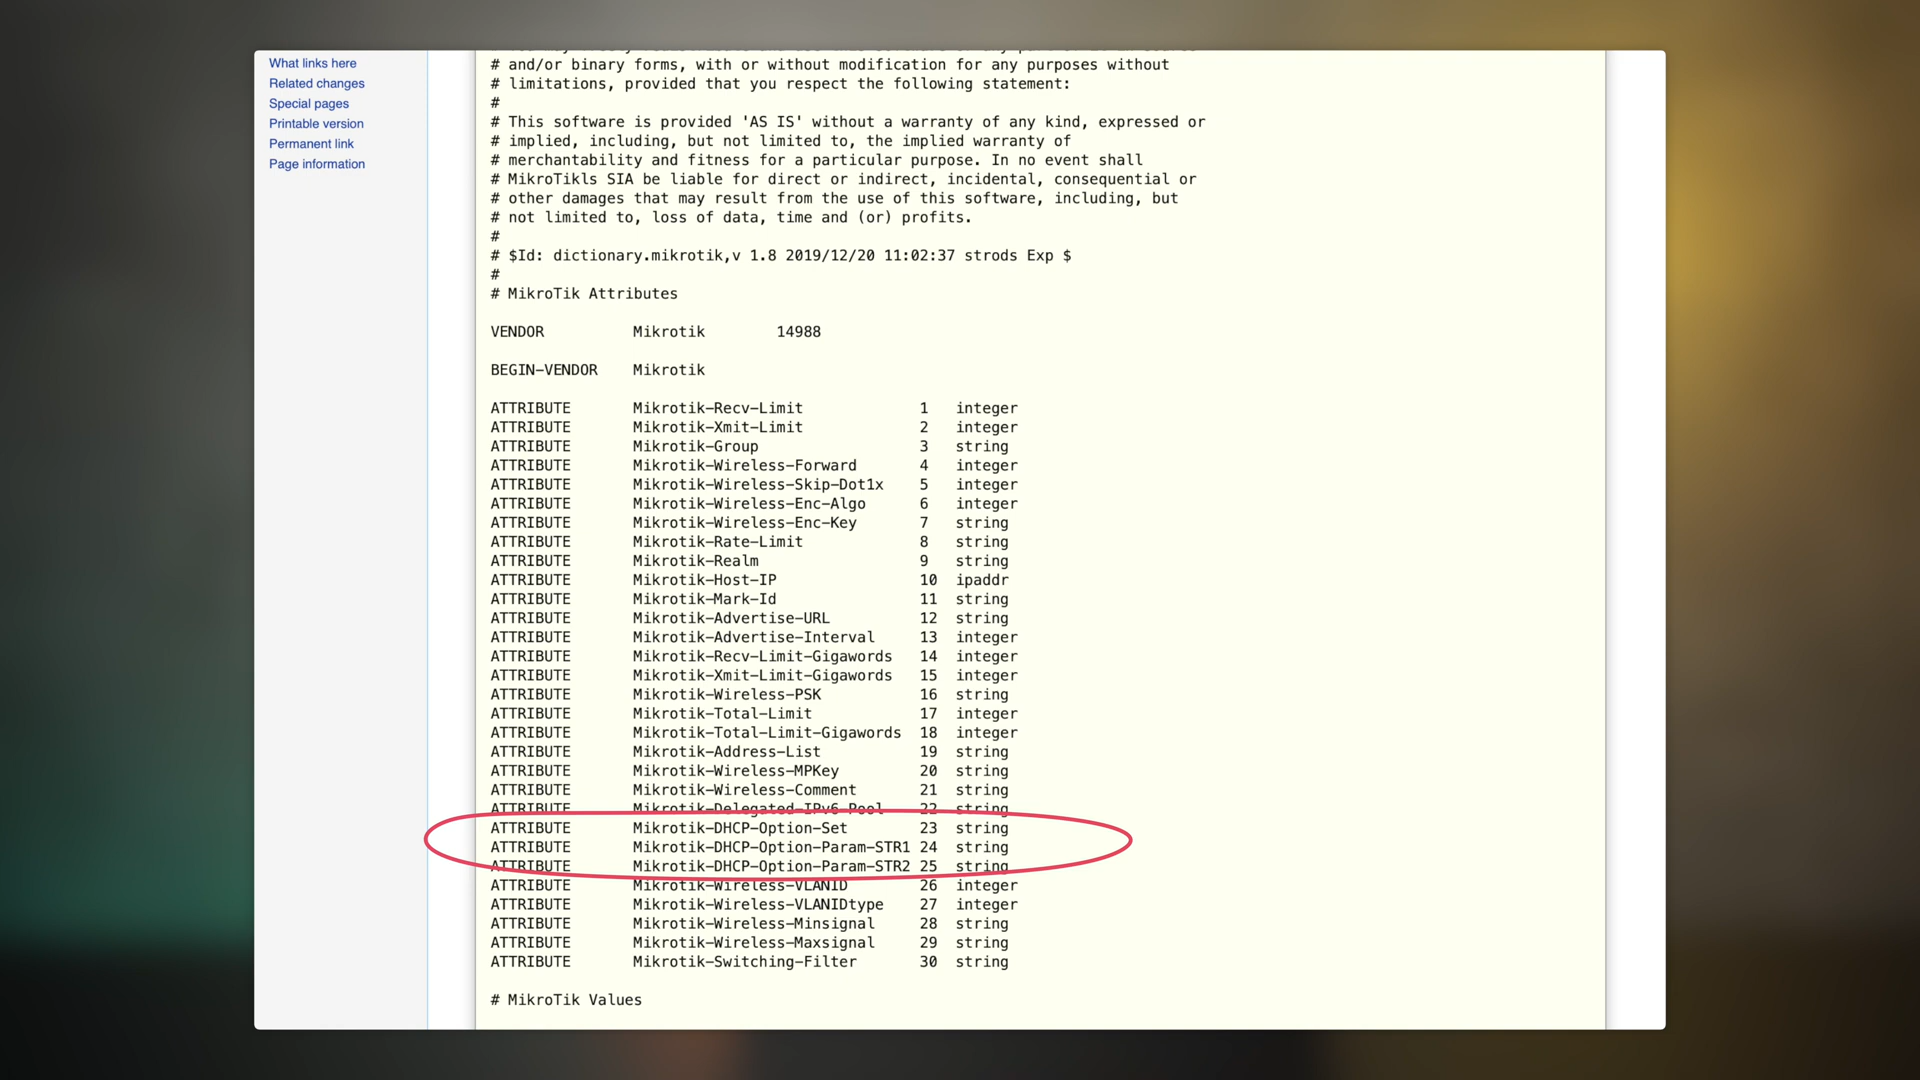 What links here
Related changes
Special pages
Printable version
Permanent link
Page information
# and/or binary forms, with or without modification for any purposes without
# limitations, provided that you respect the following statement:
#
# This software is provided 'AS IS' without a warranty of any kind, expressed or
# implied, including, but not limited to, the implied warranty of
# merchantability and fitness for a particular purpose. In no event shall
# MikroTikls SIA be liable for direct or indirect, incidental, consequential or
# other damages that may result from the use of this software, including, but
# not limited to, loss of data, time and (or) profits.
#
# $Id: dictionary.mikrotik,v 1.8 2019/12/20 11:02:37 strods Exp $
#
# MikroTik Attributes
VENDOR Mikrotik 14988
BEGIN-VENDOR Mikrotik
ATTRIBUTE Mikrotik-Recv-Limit 1 integer
ATTRIBUTE Mikrotik-Xmit-Limit 2 integer
ATTRIBUTE Mikrotik-Group 3 string
ATTRIBUTE Mikrotik-Wireless-Forward 4 integer
ATTRIBUTE Mikrotik-Wireless-Skip-Dot1x 5 integer
ATTRIBUTE Mikrotik-Wireless-Enc-Algo 6 integer
ATTRIBUTE Mikrotik-Wireless-Enc-Key 7 string
ATTRIBUTE Mikrotik-Rate-Limit 8 string
ATTRIBUTE Mikrotik-Realm 9 string
ATTRIBUTE Mikrotik-Host-IP 10 ipaddr
ATTRIBUTE Mikrotik-Mark-Id 11 string
ATTRIBUTE Mikrotik-Advertise-URL 12 string
ATTRIBUTE Mikrotik-Advertise-Interval 13 integer
ATTRIBUTE Mikrotik-Recv-Limit-Gigawords 14 integer
ATTRIBUTE Mikrotik-Xmit-Limit-Gigawords 15 integer
ATTRIBUTE Mikrotik-Wireless-PSK 16 string
ATTRIBUTE Mikrotik-Total-Limit 17 integer
ATTRIBUTE Mikrotik-Total-Limit-Gigawords 18 integer
ATTRIBUTE Mikrotik-Address-List 19 string
ATTRIBUTE Mikrotik-Wireless-MPKey 20 string
ATTRIBUTE Mikrotik-Wireless-Comment 21 string
ATTRIBUTE Mikrotik-Delegated-IPv6-Pool 22 string
ATTRIBUTE Mikrotik-DHCP-Option-Set 23 string
ATTRIBUTE Mikrotik-DHCP-Option-Param-STR1 24 string
ATTRIBUTE Mikrotik-DHCP-Option-Param-STR2 25 string
ATTRIBUTE Mikrotik-Wireless-VLANID 26 integer
ATTRIBUTE Mikrotik-Wireless-VLANIDtype 27 integer
ATTRIBUTE Mikrotik-Wireless-Minsignal 28 string
ATTRIBUTE Mikrotik-Wireless-Maxsignal 29 string
ATTRIBUTE Mikrotik-Switching-Filter 30 string
# MikroTik Values